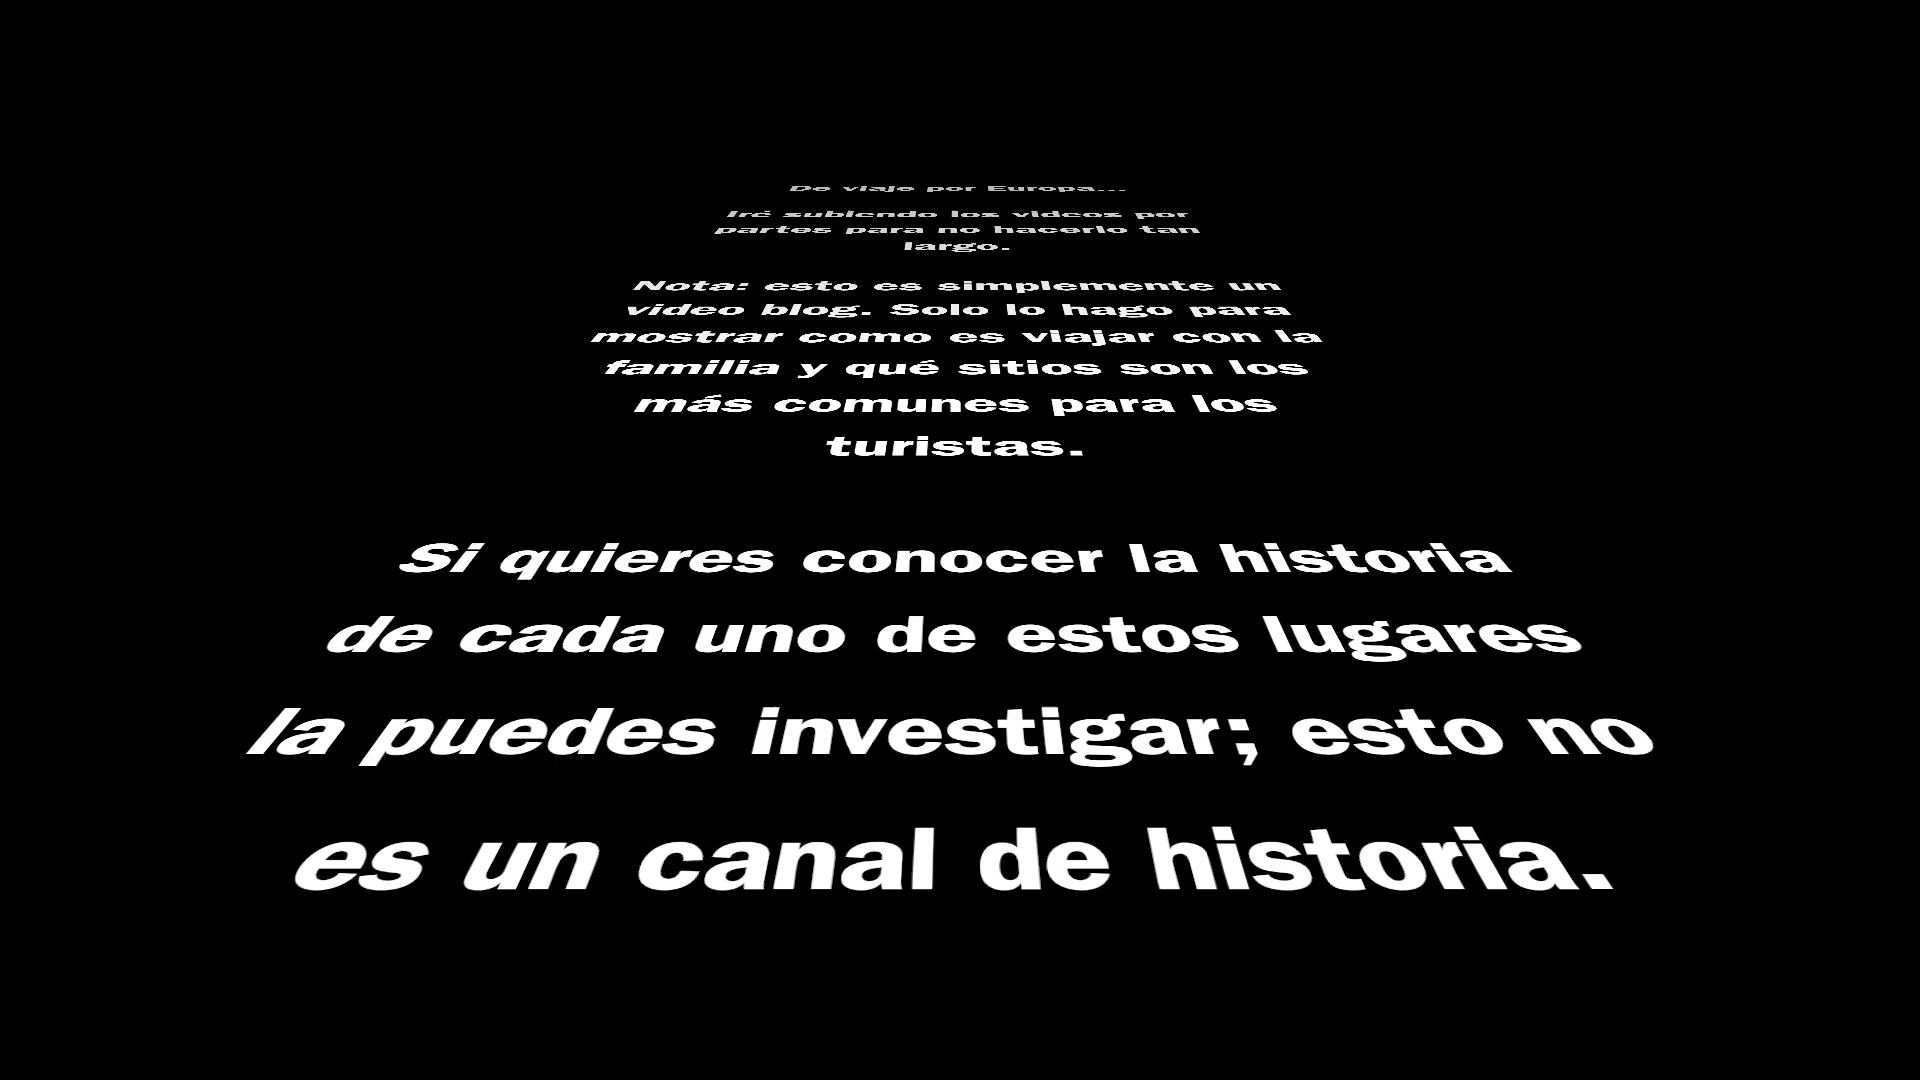 De viaje por Europa...
Iré subiendo los videos por
partes para no hacerlo tan
largo.
Nota: esto es simplemente un
video blog. Solo lo hago para
mostrar como es viajar con la
familia y qué sitios son los
más comunes para los
turistas.
Si quieres conocer la historia
de cada uno de estos lugares
la puedes investigar; esto no
es un canal de historia.